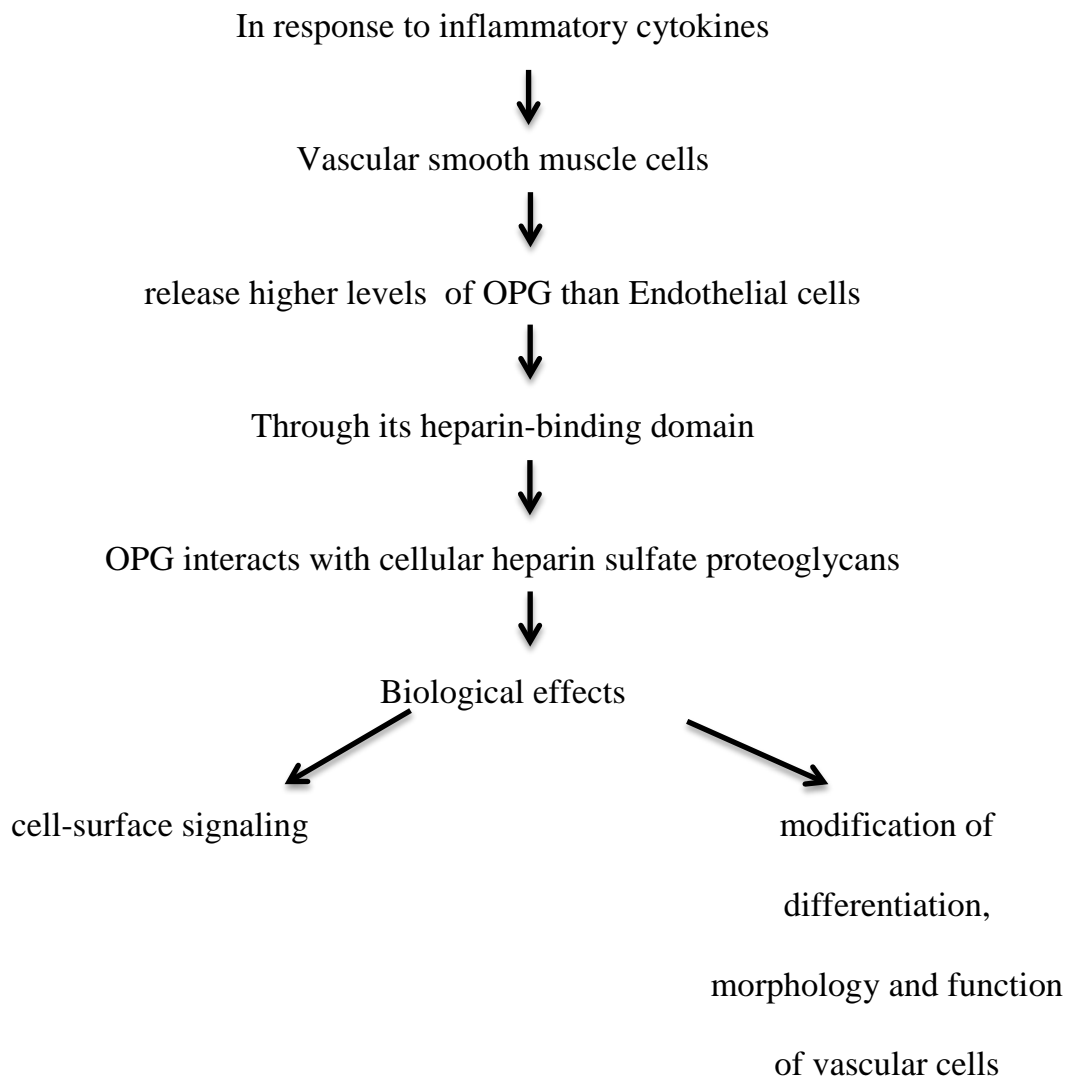 In response to inflammatory cytokines
Vascular smooth muscle cells
release higher levels of OPG than Endothelial cells
Through its heparin-binding domain
OPG interacts with cellular heparin sulfate proteoglycans
Biological effects
cell-surface signaling
modification of
differentiation,
morphology and function
of vascular cells